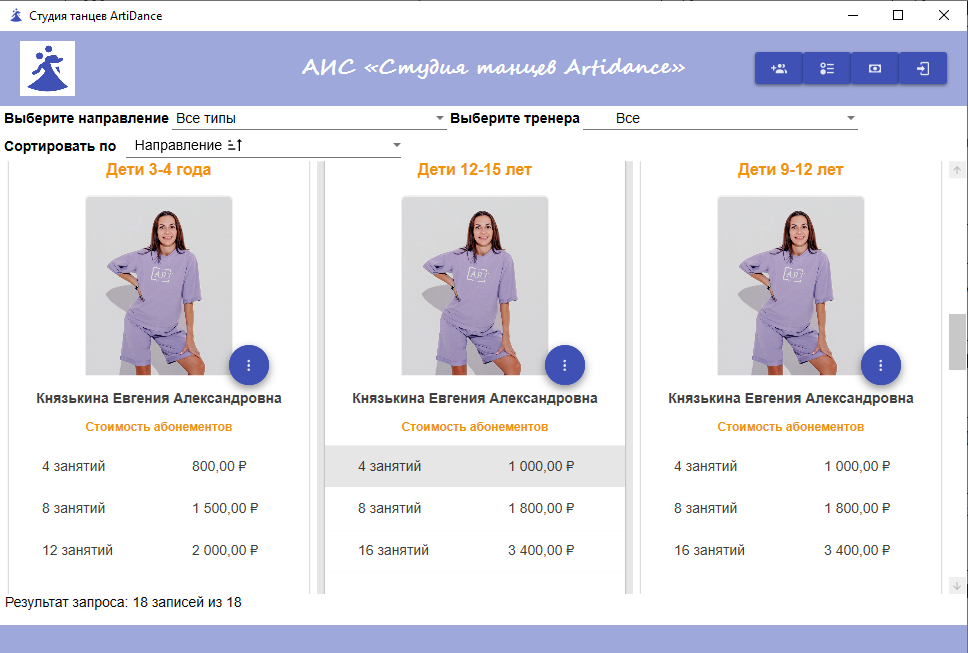 Студия танцев ArtiDance
АИС «Студия танцев Artidance»
Выберите направление Все типы Выберите тренера Все
Сортировать по Направление
Дети 3-4 года
Дети 12-15 лет
Дети 9-12 лет
Князькина Евгения Александровна
Князькина Евгения Александровна
Князькина Евгения Александровна
Стоимость абонементов
Стоимость абонементов
Стоимость абонементов
4 занятий 800,00 ₽
4 занятий 1 000,00 ₽
4 занятий 1 000,00 ₽
8 занятий 1 500,00 ₽
8 занятий 1 800,00 ₽
8 занятий 1 800,00 ₽
12 занятий 2 000,00 ₽
16 занятий 3 400,00 ₽
16 занятий 3 400,00 ₽
Результат запроса: 18 записей из 18